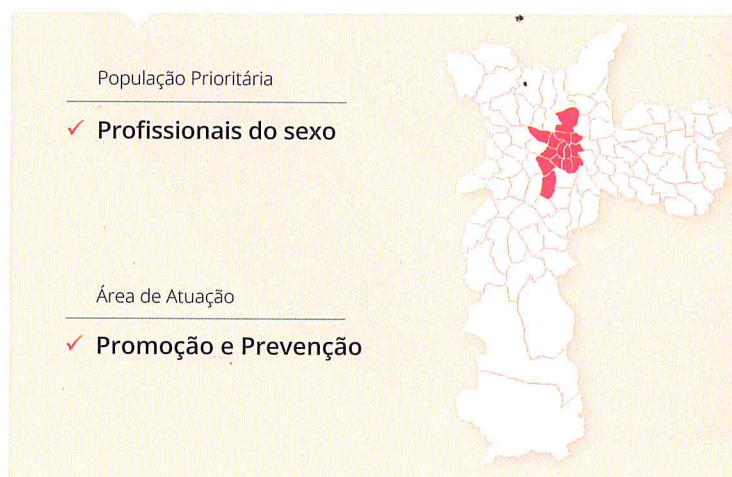 População Prioritária
✓ Profissionais do sexo
Área de Atuação
✓ Promoção e Prevenção